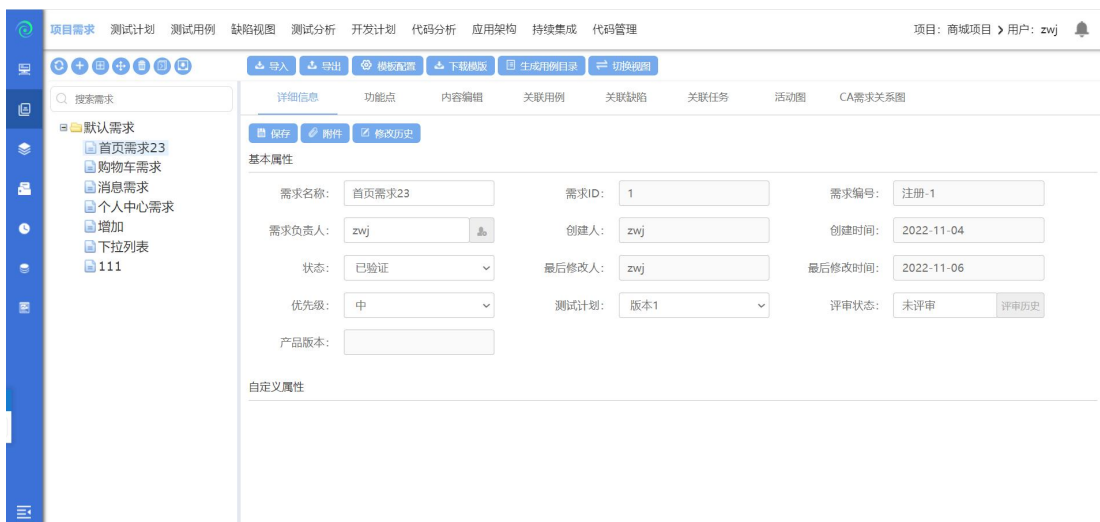 项目需求 测试计划 测试用例 缺陷视图 测试分析 开发计划 代码分析 应用架构 持续集成 代码管理 项目：商城项目 用户：zwj
导入 导出 模板配置 下载模版 生成用例目录 切换视图
搜索需求 详细信息 功能点 内容编辑 关联用例 关联缺陷 关联任务 活动图 CA需求关系图
默认需求
首页需求23
购物车需求
消息需求
个人中心需求
增加
下拉列表
111
保存 附件 修改历史
基本属性
需求名称： 首页需求23 需求ID： 1 需求编号： 注册-1
需求负责人： zwj 创建人： zwj 创建时间： 2022-11-04
状态： 已验证 最后修改人： zwj 最后修改时间： 2022-11-06
优先级： 中 测试计划： 版本1 评审状态： 未评审 评审历史
产品版本：
自定义属性